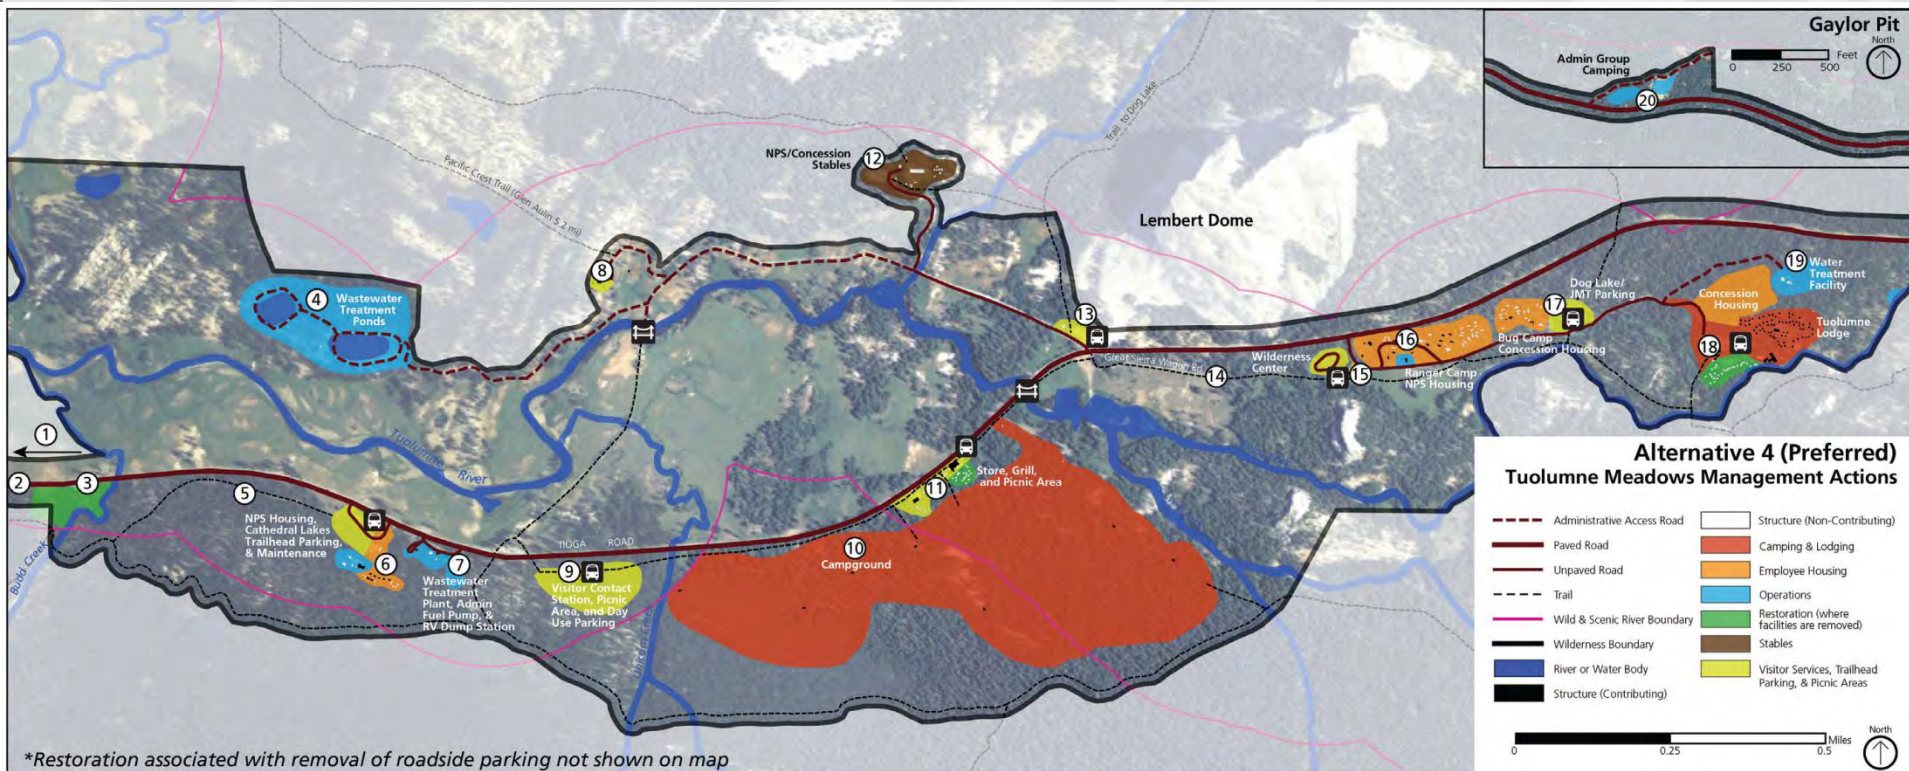 Gaylor Pit
North
Feet
0 250 500
Admin Group
Camping
20
NPS/Concession
Stables
12
Trail to Dog Lake
Lembert Dome
Pacific Crest Trail (Glen Aulin 5.2 mi)
8
4
Wastewater
Treatment
Ponds
13
Great Sierra Wagon Rd
14
Wilderness
Center
15
16
Ranger Camp
NPS Housing
Bug Camp
Concession Housing
17
Dog Lake/
JMT Parking
Concession
Housing
19
Water
Treatment
Facility
Tuolumne
Lodge
18
1
2
3
Budd Creek
5
Tuolumne River
NPS Housing,
Cathedral Lakes
Trailhead Parking,
& Maintenance
6
7
Wastewater
Treatment
Plant, Admin
Fuel Pump, &
RV Dump Station
TIOGA ROAD
9
Visitor Contact
Station, Picnic
Area, and Day
Use Parking
10
Campground
11
Store, Grill,
and Picnic Area
Alternative 4 (Preferred)
Tuolumne Meadows Management Actions
Administrative Access Road
Paved Road
Unpaved Road
Trail
Wild & Scenic River Boundary
Wilderness Boundary
River or Water Body
Structure (Contributing)
Structure (Non-Contributing)
Camping & Lodging
Employee Housing
Operations
Restoration (where
facilities are removed)
Stables
Visitor Services, Trailhead
Parking, & Picnic Areas
Miles
0 0.25 0.5
North
*Restoration associated with removal of roadside parking not shown on map